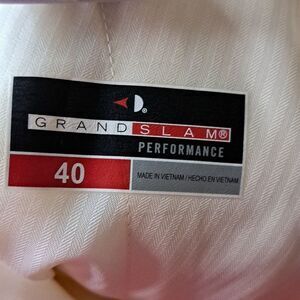 GRAND SLAM®
PERFORMANCE
40
MADE IN VIETNAM / HECHO EN VIETNAM